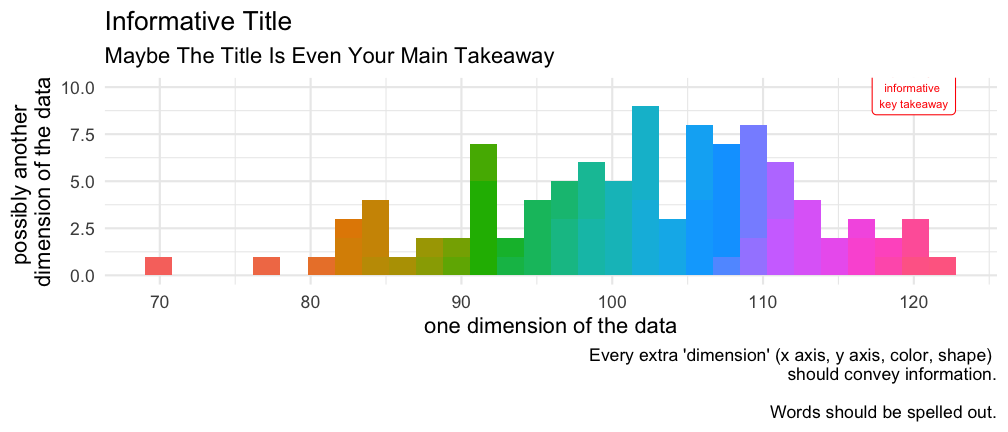 Informative Title
Maybe The Title Is Even Your Main Takeaway
possibly another
dimension of the data
10.0
7.5
5.0
2.5
0.0
informative
key takeaway
70
80
90
100
110
120
one dimension of the data
Every extra 'dimension' (x axis, y axis, color, shape)
should convey information.
Words should be spelled out.